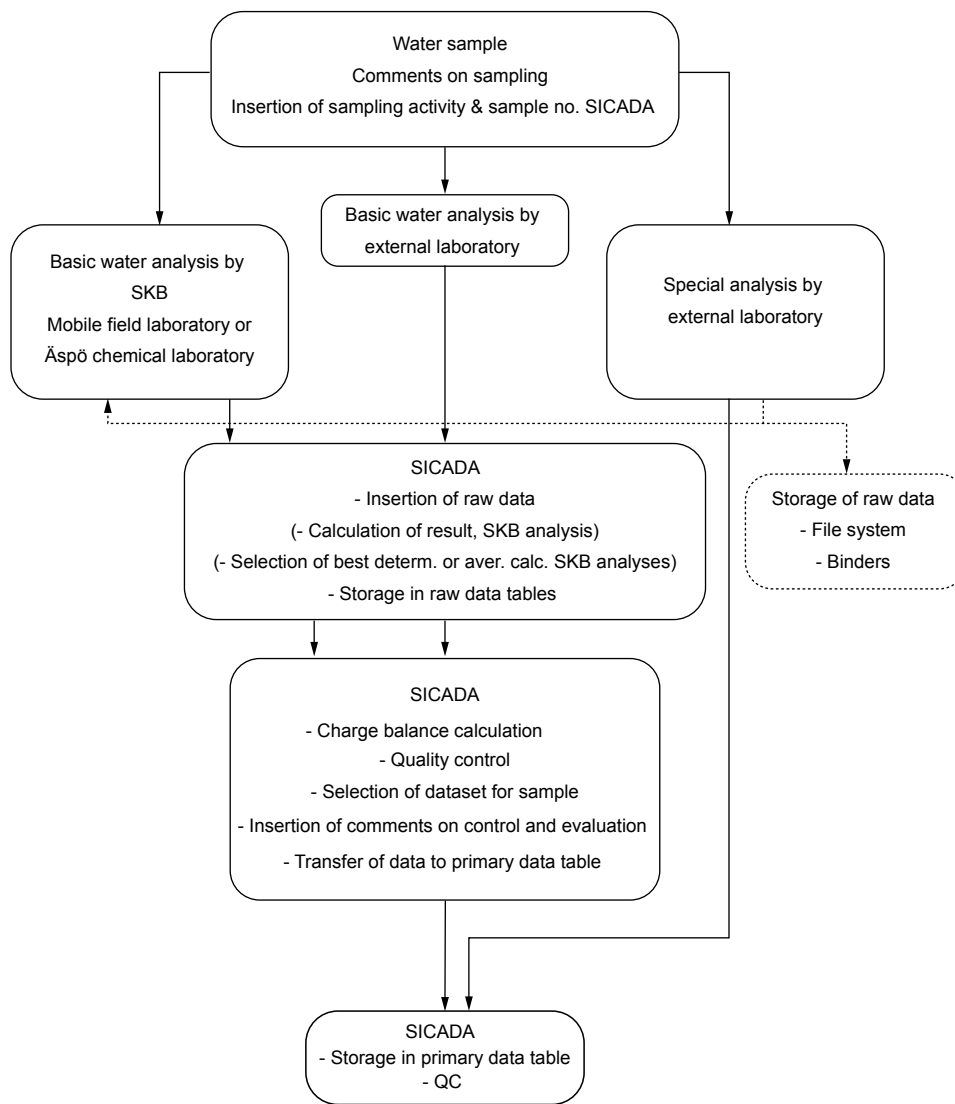 Water sample
Comments on sampling
Insertion of sampling activity & sample no. SICADA
Basic water analysis by
SKB
Mobile field laboratory or
Äspö chemical laboratory
Basic water analysis by
external laboratory
Special analysis by
external laboratory
SICADA
- Insertion of raw data
(- Calculation of result, SKB analysis)
(- Selection of best determ. or aver. calc. SKB analyses)
- Storage in raw data tables
Storage of raw data
- File system
- Binders
SICADA
- Charge balance calculation
- Quality control
- Selection of dataset for sample
- Insertion of comments on control and evaluation
- Transfer of data to primary data table
SICADA
- Storage in primary data table
- QC